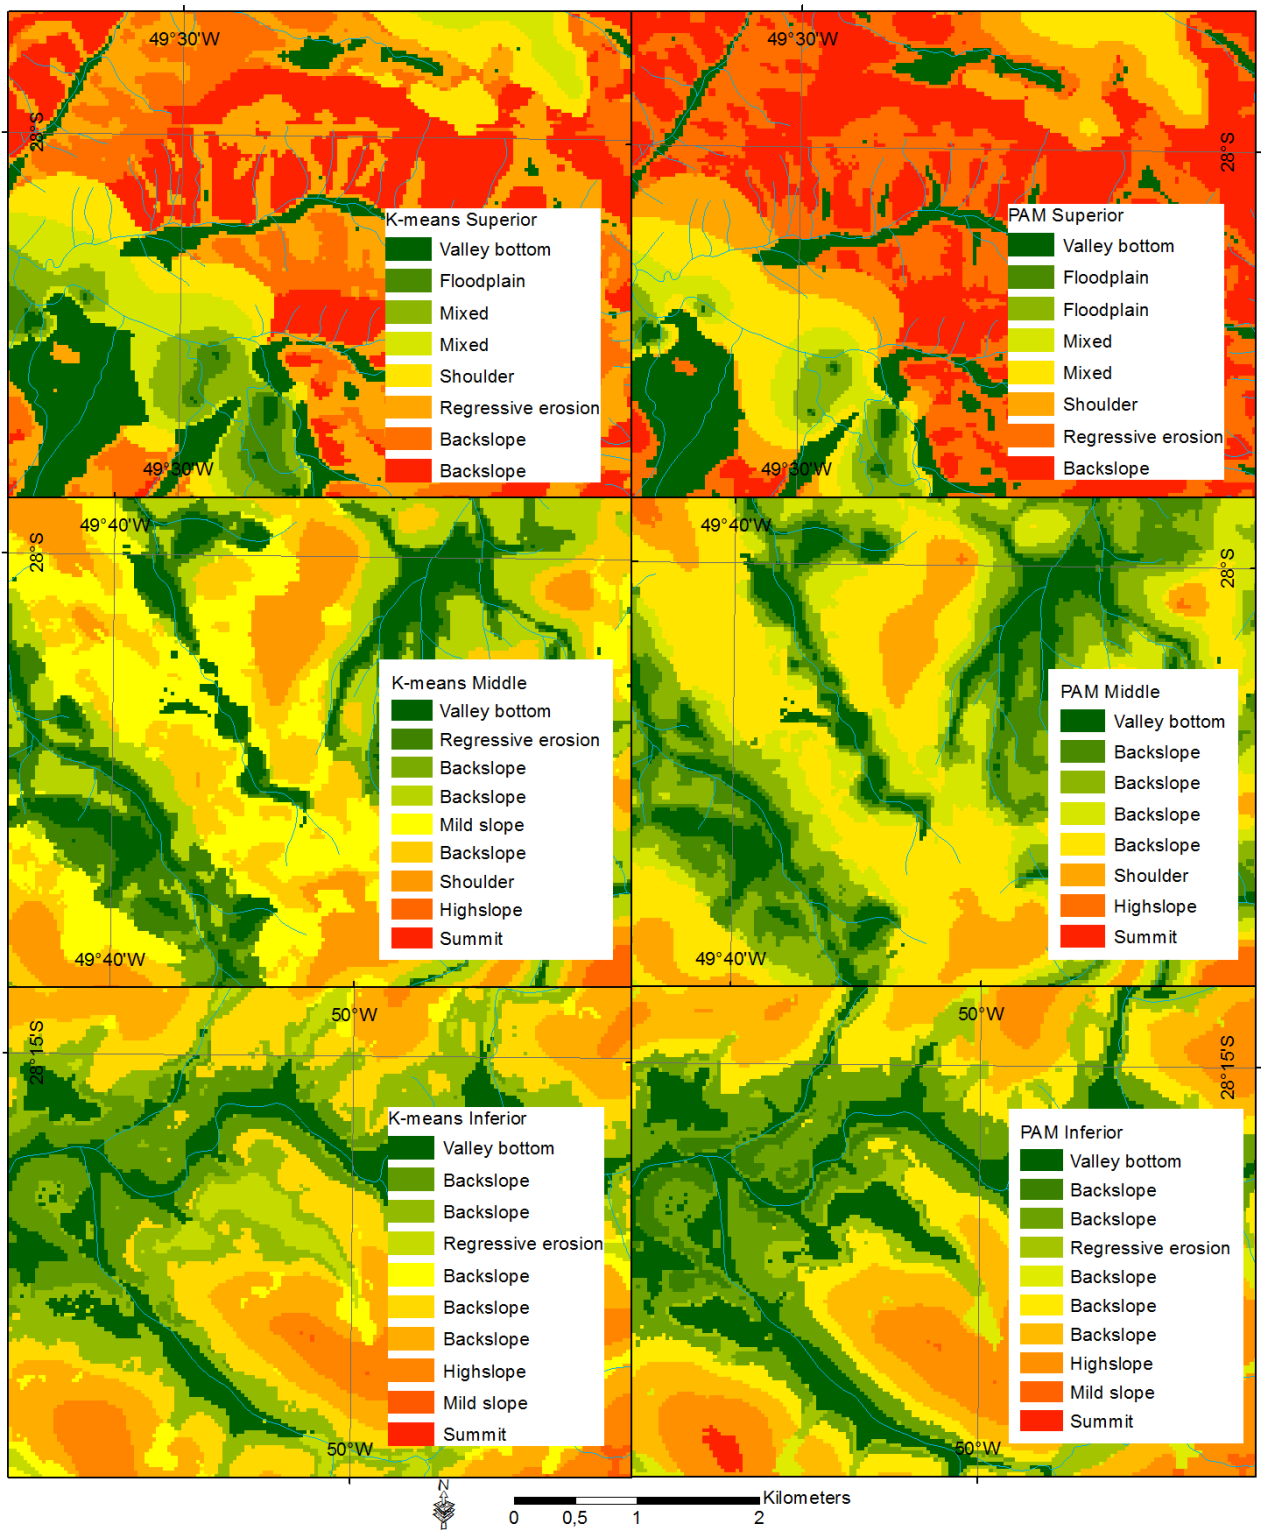 49°30'W
49°30'W
28°S
28°S
K-means Superior
Valley bottom
Floodplain
Mixed
Mixed
Shoulder
Regressive erosion
Backslope
Backslope
49°30'W
PAM Superior
Valley bottom
Floodplain
Floodplain
Mixed
Mixed
Shoulder
Regressive erosion
Backslope
49°30'W
49°40'W
49°40'W
28°S
28°S
K-means Middle
Valley bottom
Regressive erosion
Backslope
Backslope
Mild slope
Backslope
Shoulder
Highslope
Summit
49°40'W
PAM Middle
Valley bottom
Backslope
Backslope
Backslope
Backslope
Shoulder
Highslope
Summit
49°40'W
50°W
50°W
28°15'S
28°15'S
K-means Inferior
Valley bottom
Backslope
Backslope
Regressive erosion
Backslope
Backslope
Backslope
Highslope
Mild slope
Summit
50°W
PAM Inferior
Valley bottom
Backslope
Backslope
Regressive erosion
Backslope
Backslope
Backslope
Highslope
Mild slope
Summit
50°W
N
Kilometers
0 0,5 1 2